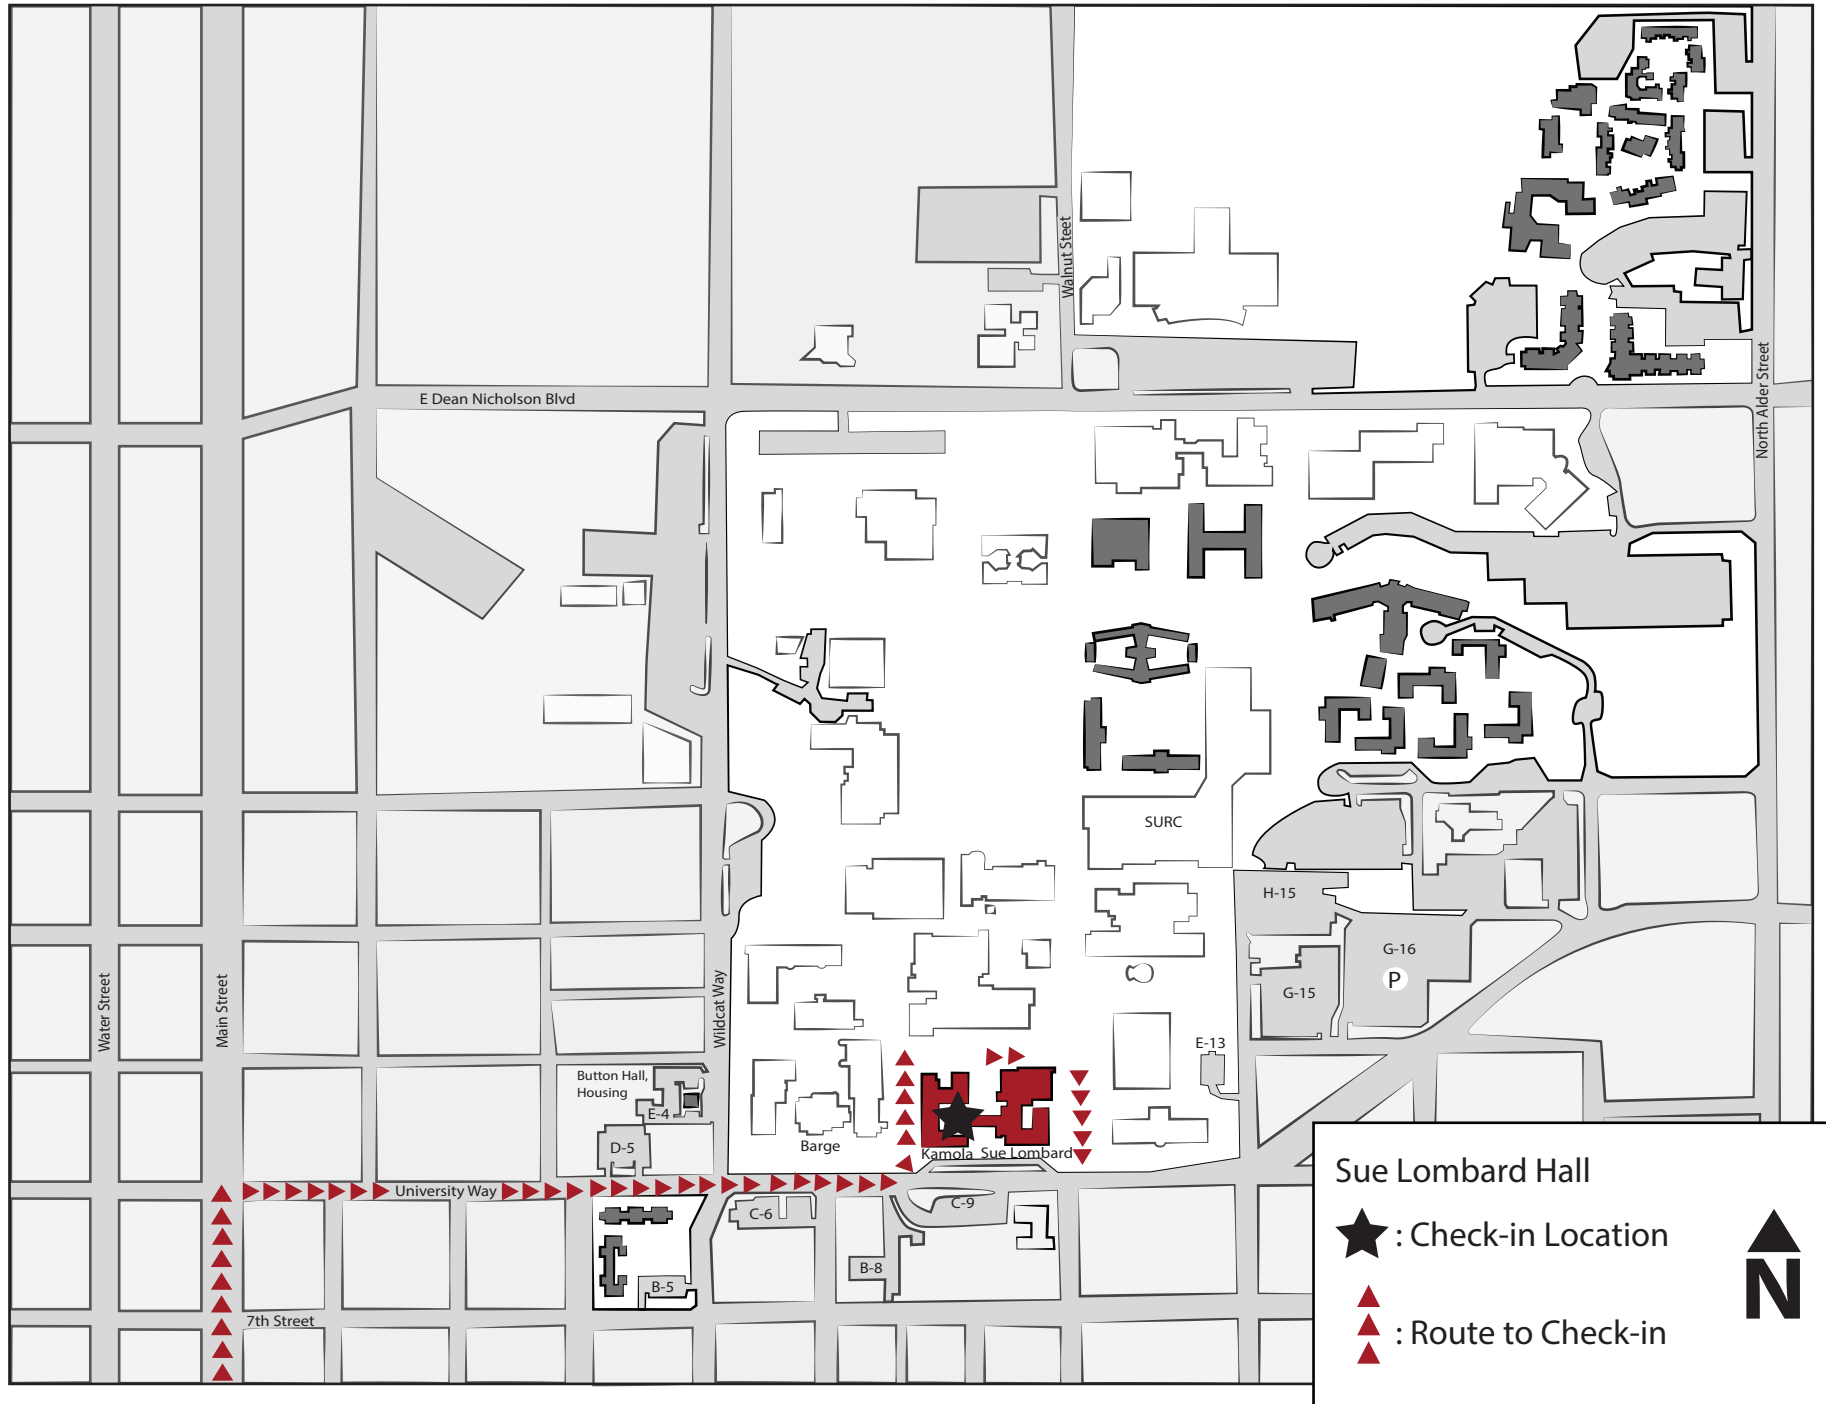 Walnut Steet
E Dean Nicholson Blvd
North Alder Street
SURC
H-15
G-16
P
G-15
Water Street
Main Street
Wildcat Way
E-13
Button Hall,
Housing
E-4
D-5
Barge
Kamola
Sue Lombard
University Way
C-6
C-9
B-8
B-5
7th Street
Sue Lombard Hall
: Check-in Location
: Route to Check-in
N